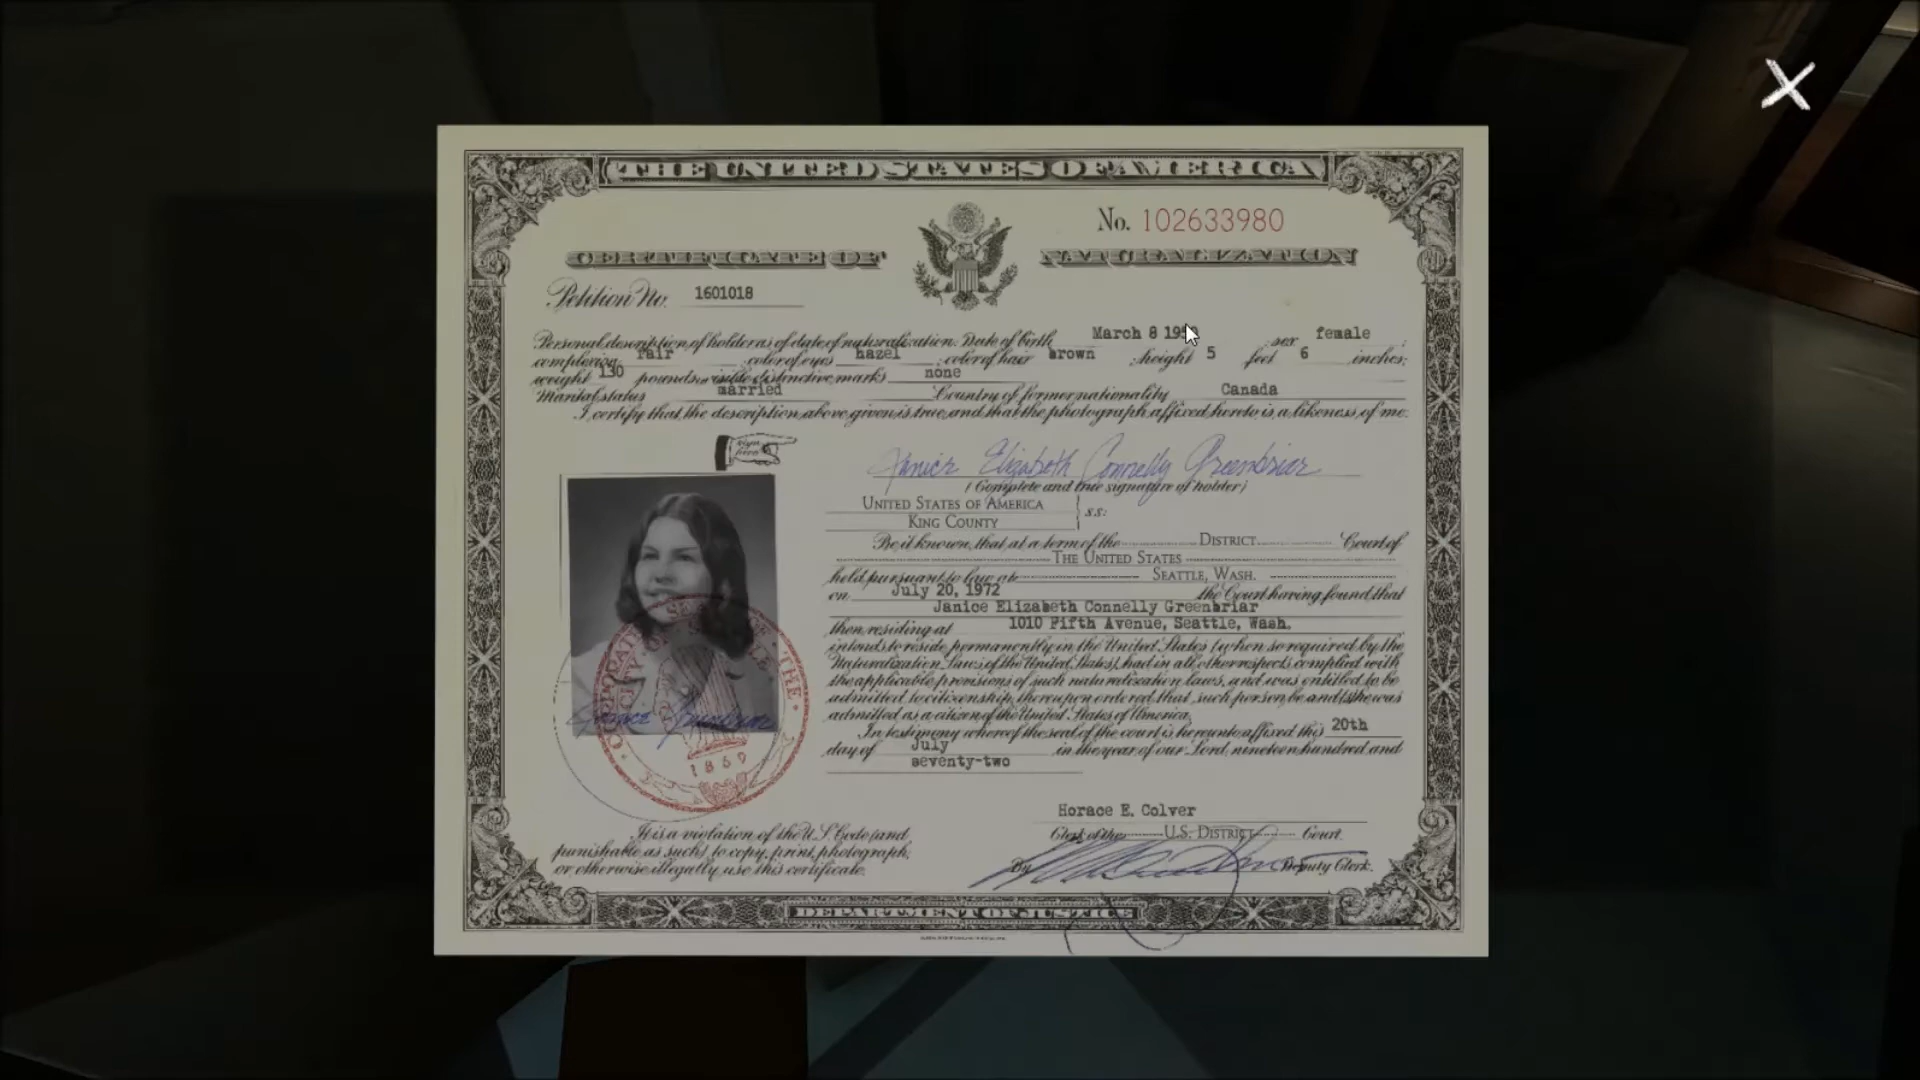 THE UNITED STATES OF AMERICA
No. 102633980
CERTIFICATE OF NATURALIZATION
Petition No. 1601018
Personal description of holder as of date of naturalization. Date of birth March 8 sex female ;
complexion fair color of eyes hazel ; color of hair brown ; height 5 feet 6 inches;
weight 130 pounds; visible distinctive marks none
Marital status married Country of former nationality Canada
I certify that the description above given is true, and that the photograph affixed hereto is a likeness of me.
sign here
Janice Elizabeth Connelly Greenbriar
(Complete and true signature of holder)
UNITED STATES OF AMERICA
KING COUNTY
s.s:
Be it known, that at a term of the DISTRICT Court of
THE UNITED STATES
held pursuant to law at SEATTLE, WASH.
on July 20, 1972 the Court having found that
Janice Elizabeth Connelly Greenbriar
then residing at 1010 Fifth Avenue, Seattle, Wash.
intends to reside permanently in the United States (when so required by the
Naturalization Laws of the United States), had in all other respects complied with
the applicable provisions of such naturalization laws, and was entitled to be
admitted to citizenship, thereupon ordered that such person be and (s)he was
admitted as a citizen of the United States of America.
In testimony whereof the seal of the court is hereunto affixed this 20th
day of July in the year of our Lord, nineteen hundred and
seventy-two
CORPORATE SEAL OF THE
CITY OF
1869
Horace E. Colver
Clerk of the U.S. DISTRICT Court.
By Deputy Clerk.
It is a violation of the U.S. Code (and
punishable as such) to copy, print, photograph,
or otherwise illegally use this certificate.
DEPARTMENT OF JUSTICE